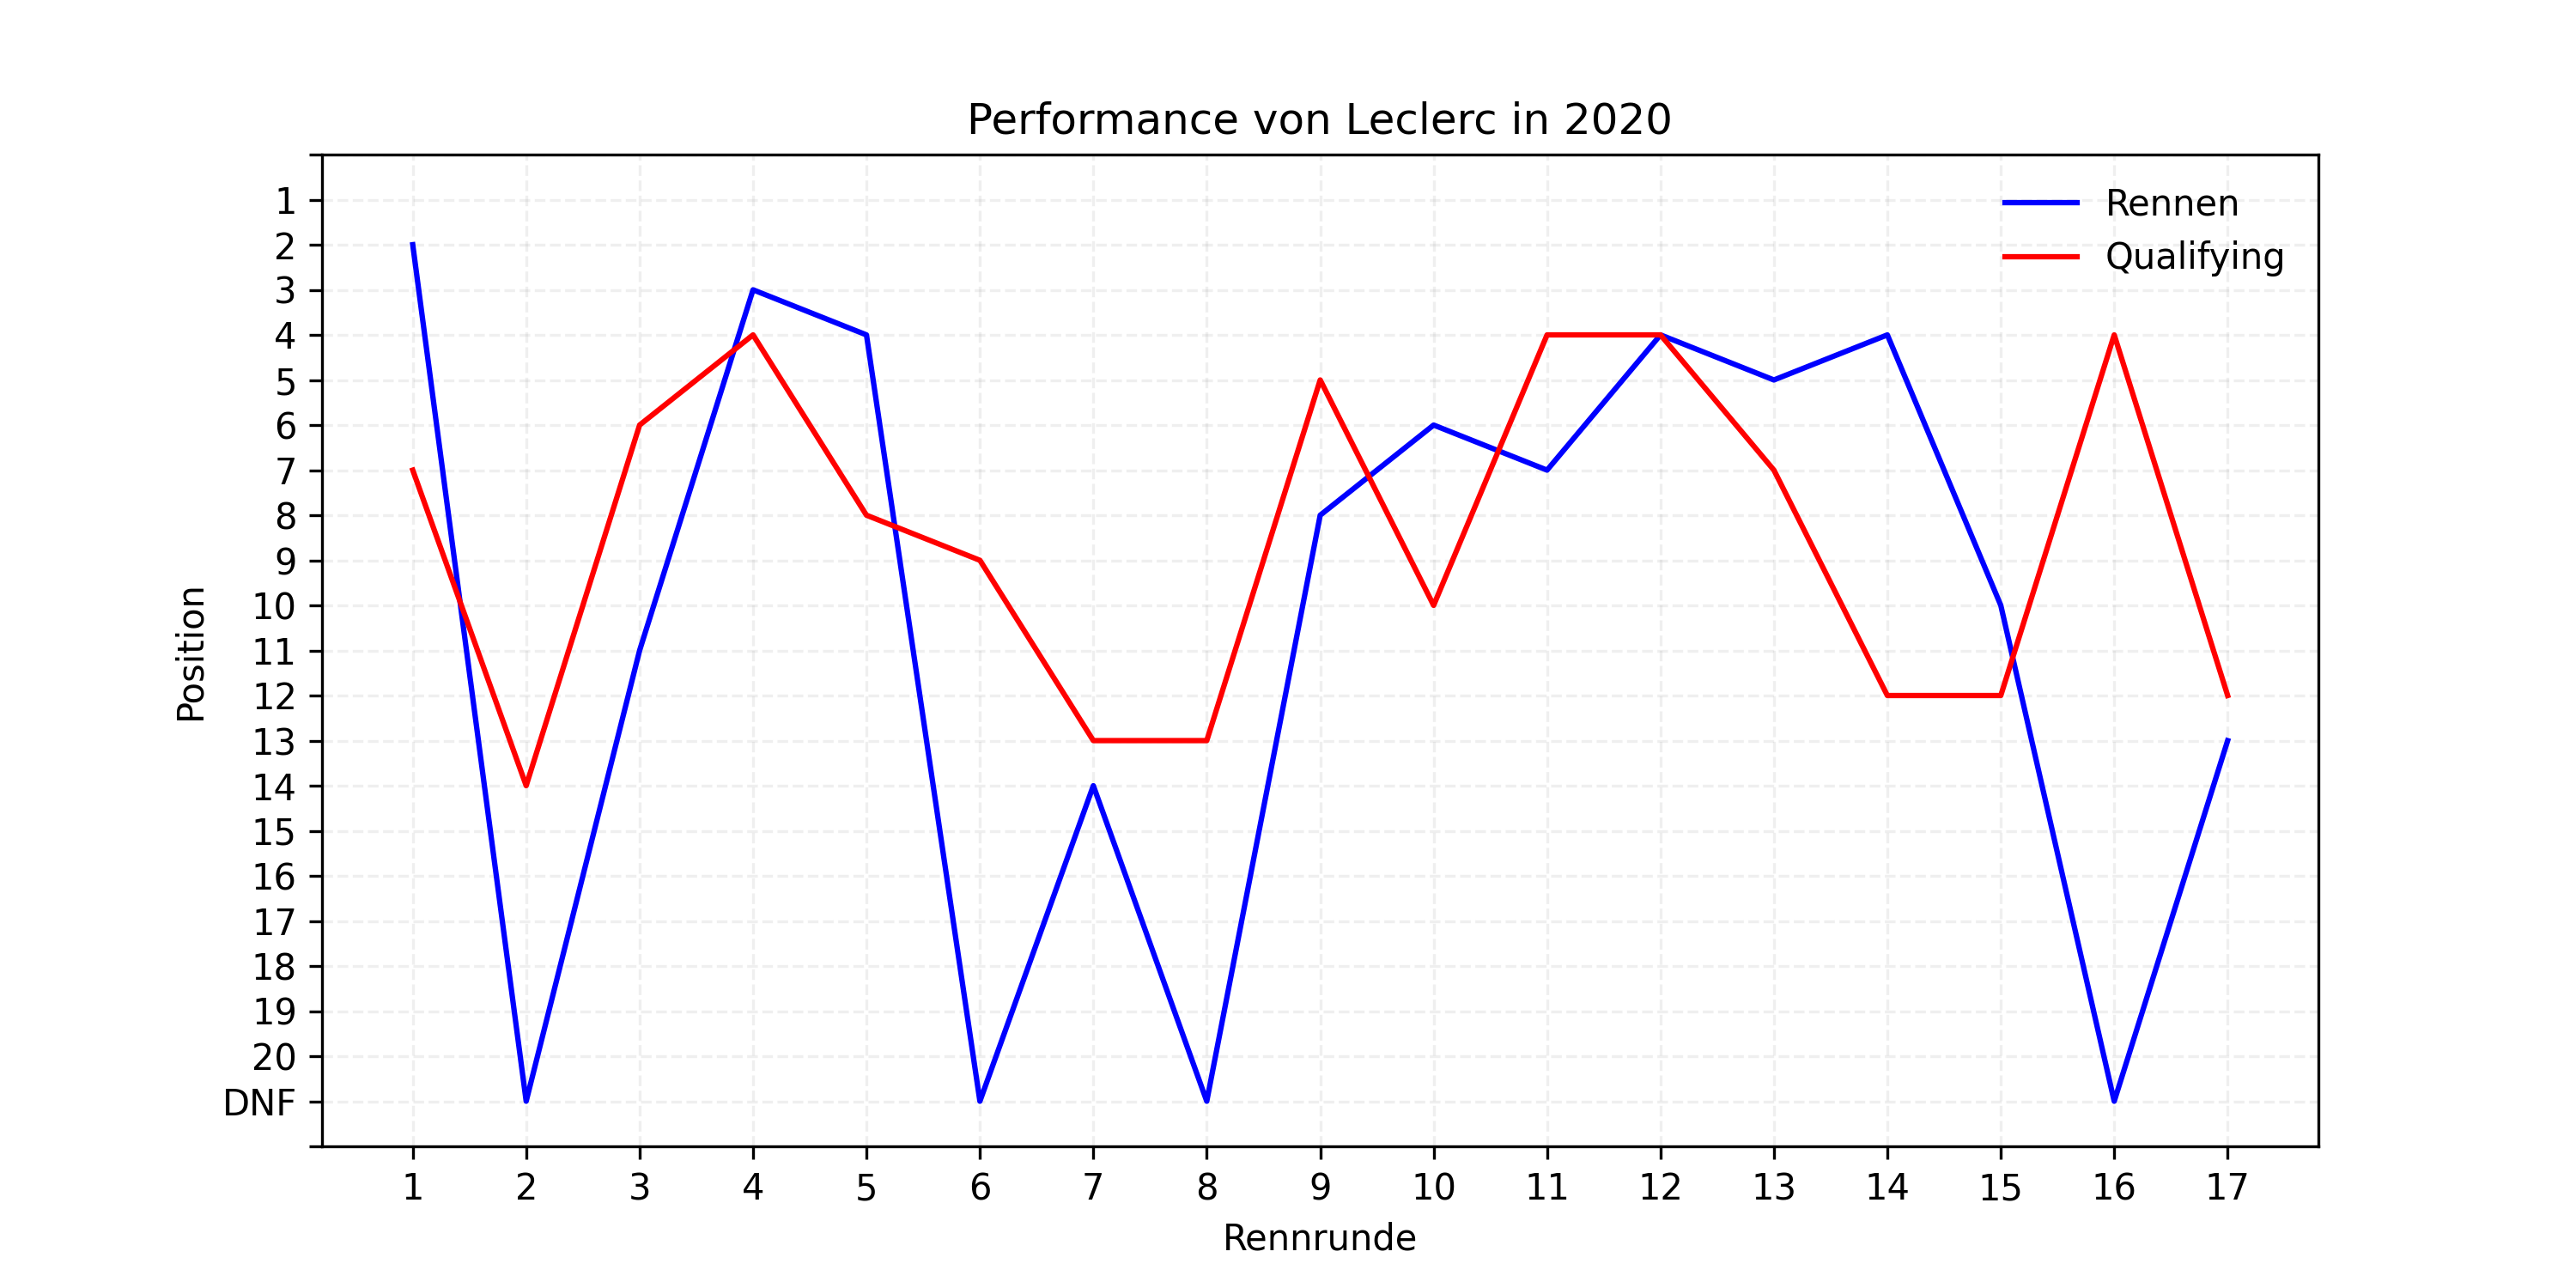 Performance von Leclerc in 2020
Rennen
Qualifying
Position
1
2
3
4
5
6
7
8
9
10
11
12
13
14
15
16
17
18
19
20
DNF
1 2 3 4 5 6 7 8 9 10 11 12 13 14 15 16 17
Rennrunde